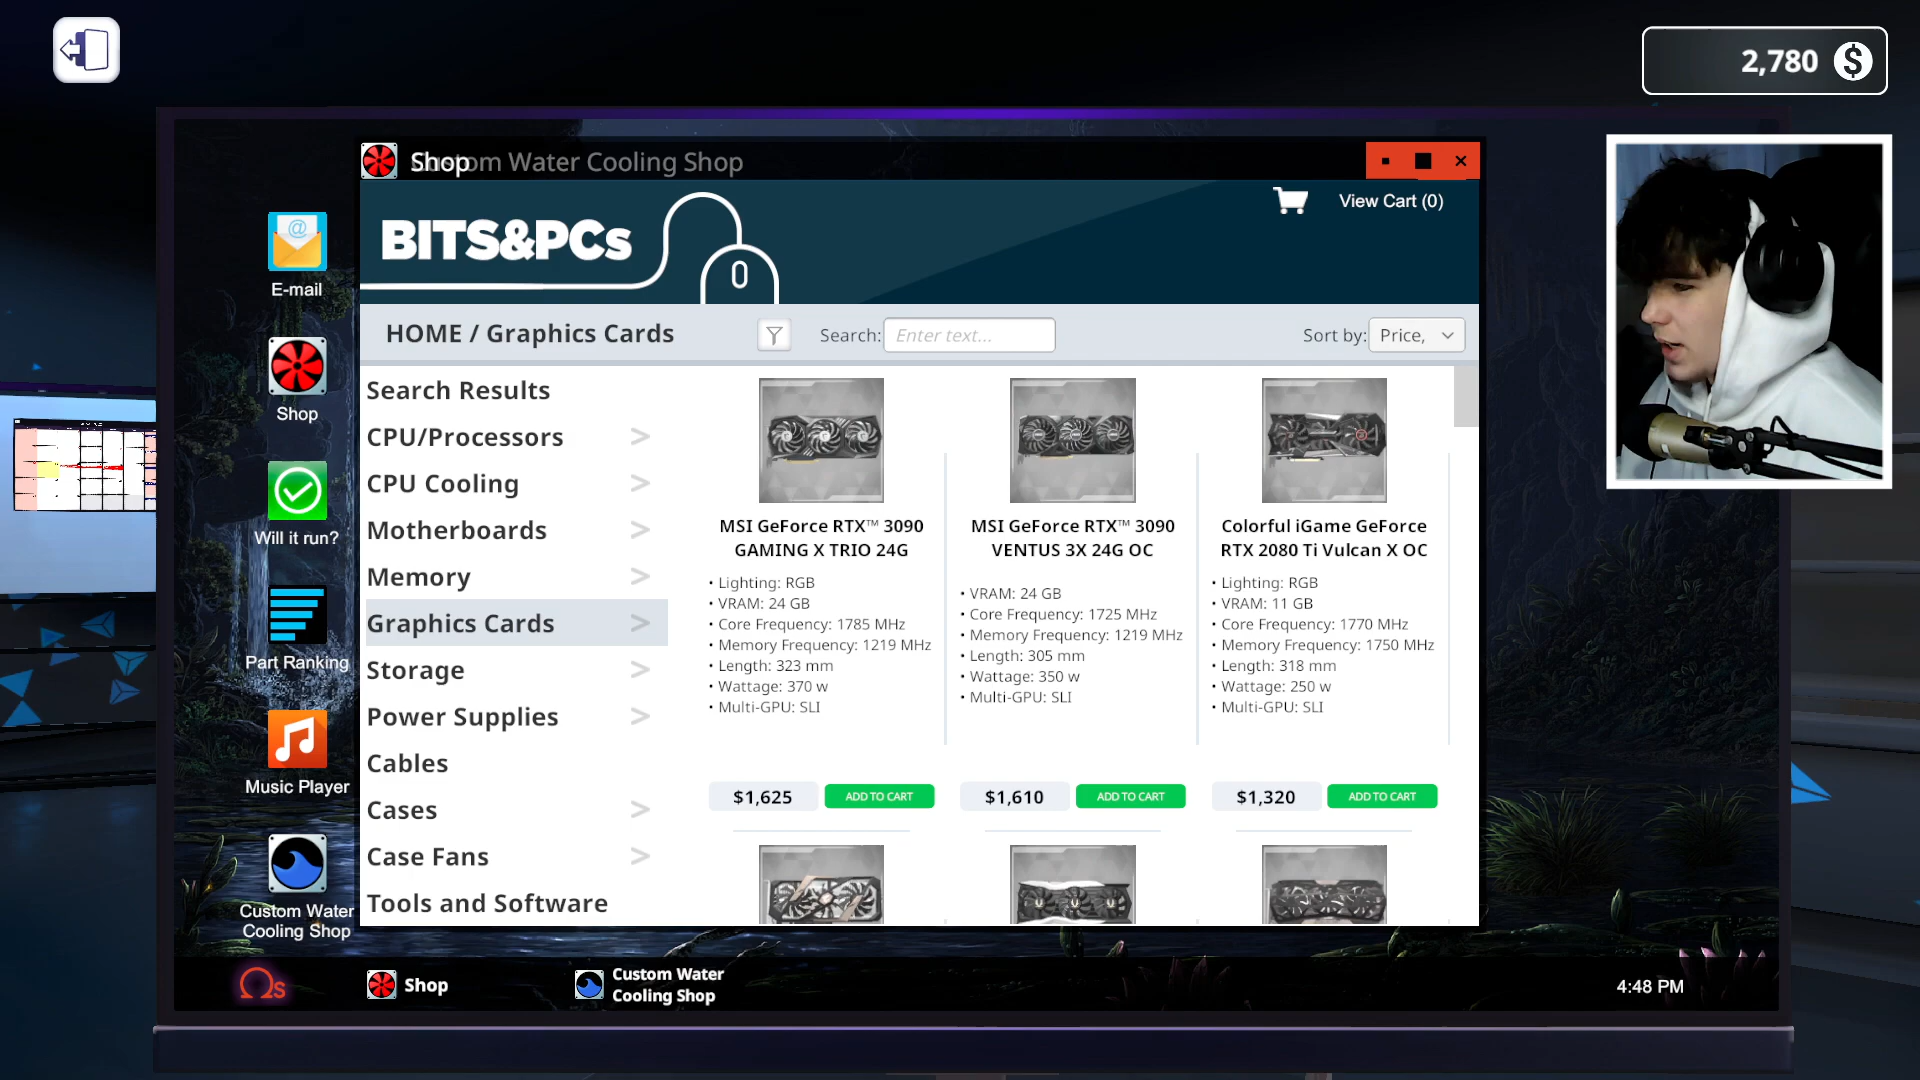 2,780 $
Shop
Custom Water Cooling Shop
View Cart (0)
BITS&PCs
HOME / Graphics Cards
Search:
Enter text...
Sort by:
Price,
Search Results
CPU/Processors >
CPU Cooling >
Motherboards >
Memory >
Graphics Cards >
Storage >
Power Supplies >
Cables
Cases >
Case Fans >
Tools and Software
MSI GeForce RTX™ 3090
GAMING X TRIO 24G
• Lighting: RGB
• VRAM: 24 GB
• Core Frequency: 1785 MHz
• Memory Frequency: 1219 MHz
• Length: 323 mm
• Wattage: 370 w
• Multi-GPU: SLI
$1,625
ADD TO CART
MSI GeForce RTX™ 3090
VENTUS 3X 24G OC
• VRAM: 24 GB
• Core Frequency: 1725 MHz
• Memory Frequency: 1219 MHz
• Length: 305 mm
• Wattage: 350 w
• Multi-GPU: SLI
$1,610
ADD TO CART
Colorful iGame GeForce
RTX 2080 Ti Vulcan X OC
• Lighting: RGB
• VRAM: 11 GB
• Core Frequency: 1770 MHz
• Memory Frequency: 1750 MHz
• Length: 318 mm
• Wattage: 250 w
• Multi-GPU: SLI
$1,320
ADD TO CART
E-mail
Shop
Will it run?
Part Ranking
Music Player
Custom Water
Cooling Shop
Ωs
Shop
Custom Water
Cooling Shop
4:48 PM